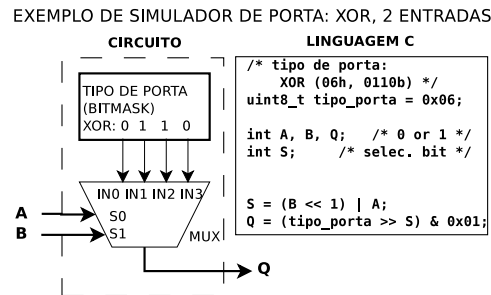 EXEMPLO DE SIMULADOR DE PORTA: XOR, 2 ENTRADAS
CIRCUITO
TIPO DE PORTA
(BITMASK)
XOR: 0 1 1 0
IN0 IN1 IN2 IN3
A
S0
B
S1
MUX
Q
LINGUAGEM C
/* tipo de porta:
XOR (06h, 0110b) */
uint8_t tipo_porta = 0x06;
int A, B, Q; /* 0 or 1 */
int S; /* selec. bit */
S = (B << 1) | A;
Q = (tipo_porta >> S) & 0x01;